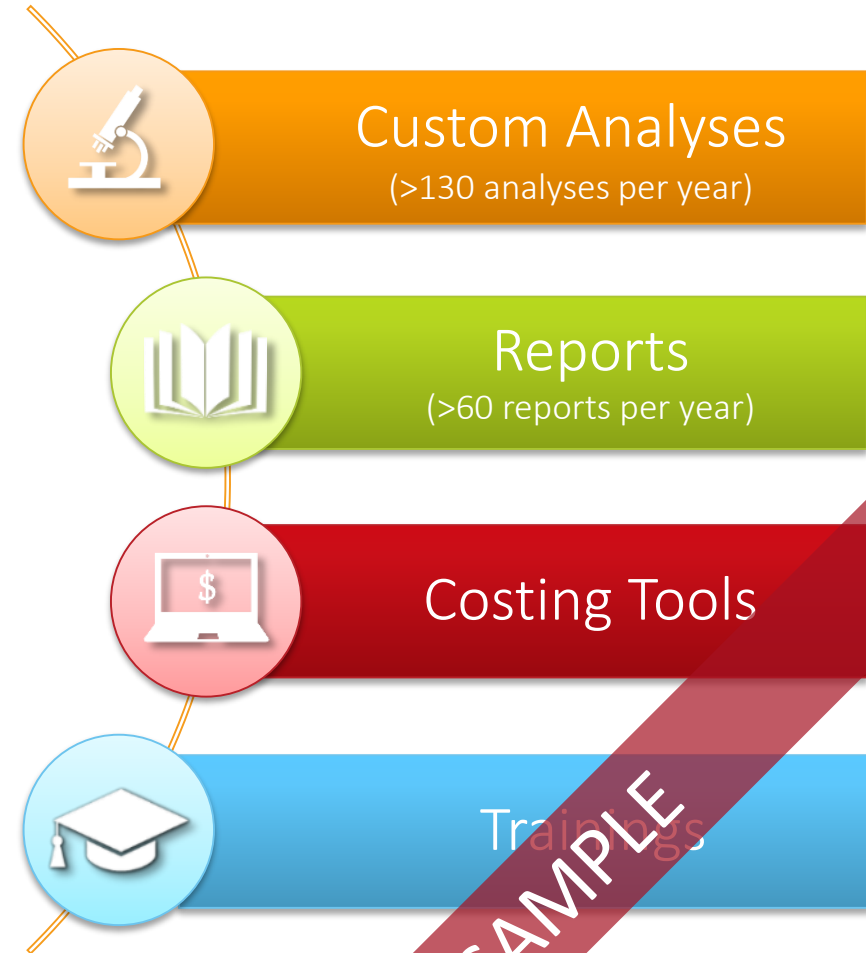 Custom Analyses
(>130 analyses per year)
Reports
(>60 reports per year)
$
Costing Tools
Trainings
SAMPLE